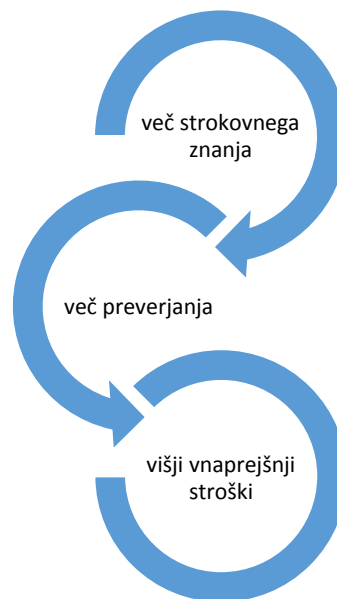 več strokovnega
znanja
več preverjanja
višji vnaprejšnji
stroški